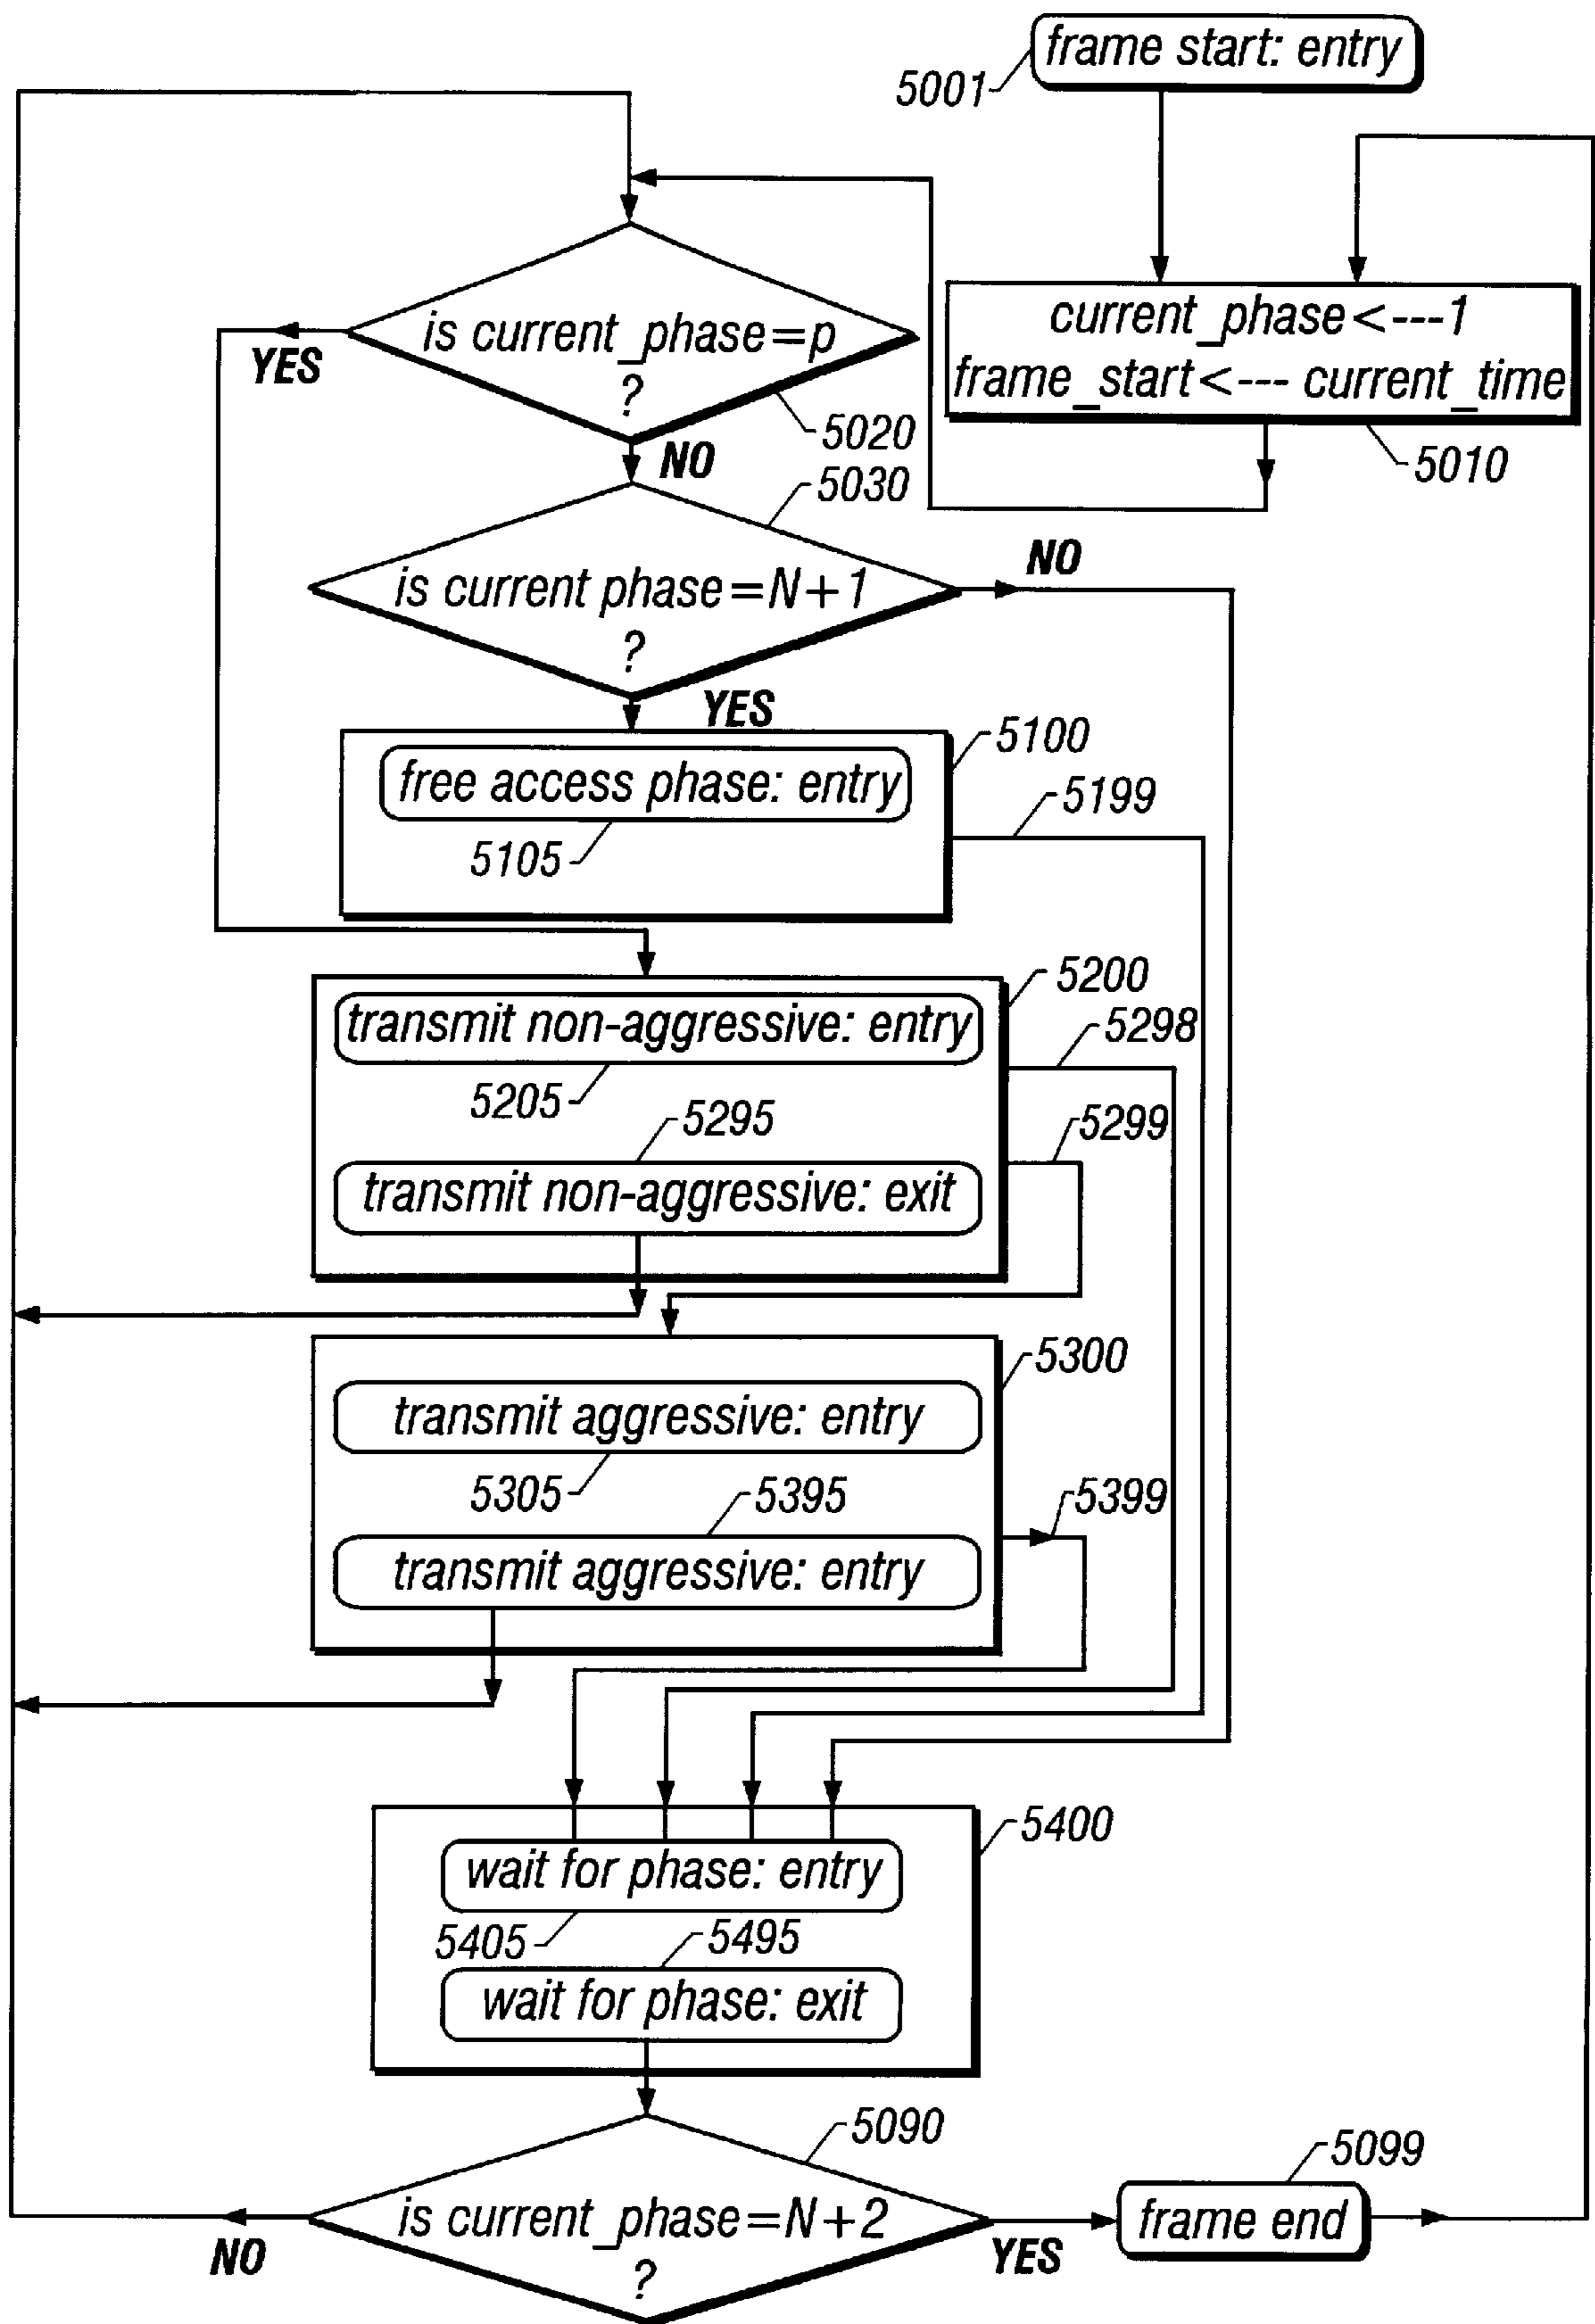 frame start: entry
5001
current_phase<---1
frame_start<--- current_time
5010
is current_phase=p
?
YES
5020
NO
5030
is current phase=N+1
?
NO
YES
5100
free access phase: entry
5105
5199
5200
transmit non-aggressive: entry
5205
5298
5295
5299
transmit non-aggressive: exit
5300
transmit aggressive: entry
5305
5395
5399
transmit aggressive: entry
5400
wait for phase: entry
5405
5495
wait for phase: exit
5090
is current_phase=N+2
?
NO
YES
5099
frame end